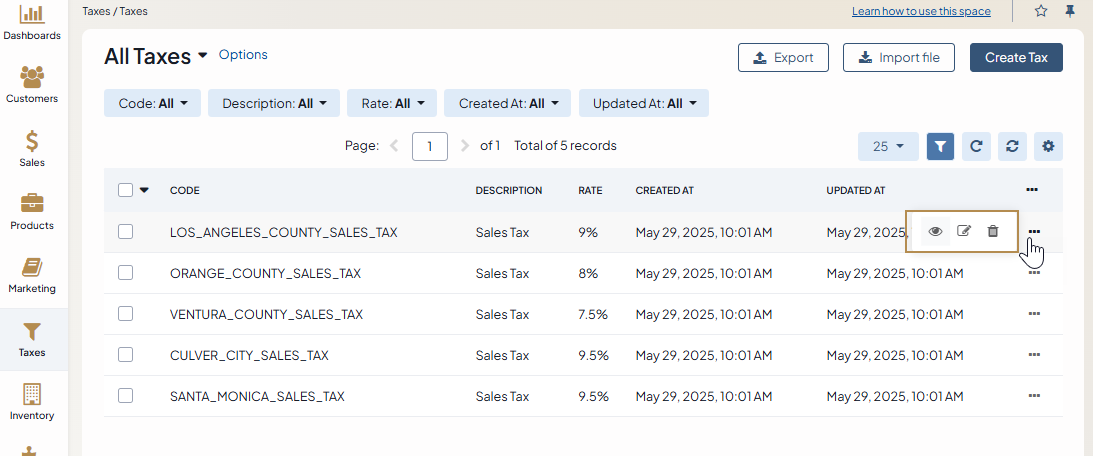 Taxes / Taxes
Learn how to use this space
Dashboards
Customers
Sales
Products
Marketing
Taxes
Inventory
All Taxes
Options
Export
Import file
Create Tax
Code: All
Description: All
Rate: All
Created At: All
Updated At: All
Page:
1
of 1
Total of 5 records
25
CODE DESCRIPTION RATE CREATED AT UPDATED AT
LOS_ANGELES_COUNTY_SALES_TAX Sales Tax 9% May 29, 2025, 10:01 AM May 29, 2025,
ORANGE_COUNTY_SALES_TAX Sales Tax 8% May 29, 2025, 10:01 AM May 29, 2025, 10:01 AM
VENTURA_COUNTY_SALES_TAX Sales Tax 7.5% May 29, 2025, 10:01 AM May 29, 2025, 10:01 AM
CULVER_CITY_SALES_TAX Sales Tax 9.5% May 29, 2025, 10:01 AM May 29, 2025, 10:01 AM
SANTA_MONICA_SALES_TAX Sales Tax 9.5% May 29, 2025, 10:01 AM May 29, 2025, 10:01 AM